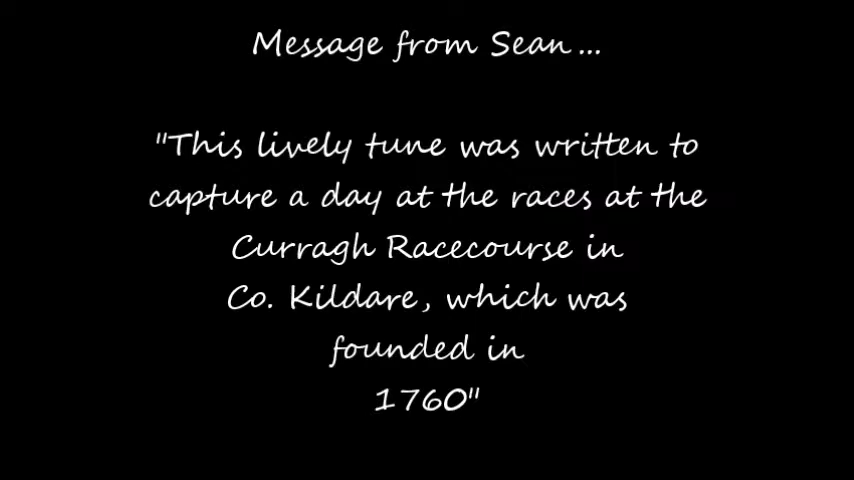 Message from Sean...
"This lively tune was written to
capture a day at the races at the
Curragh Racecourse in
Co. Kildare, which was
founded in
1760"